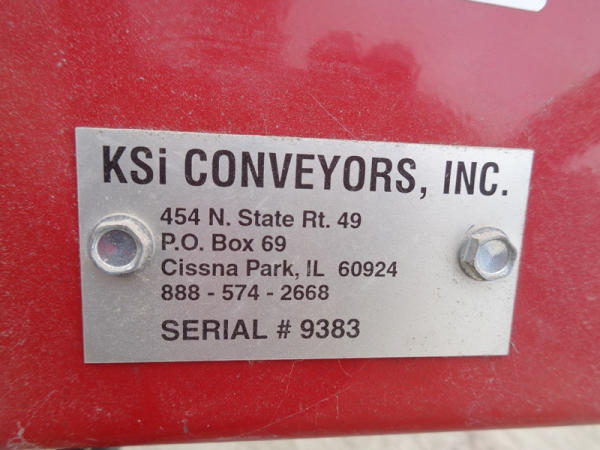 KSi CONVEYORS, INC.
454 N. State Rt. 49
P.O. Box 69
Cissna Park, IL 60924
888 - 574 - 2668
SERIAL # 9383